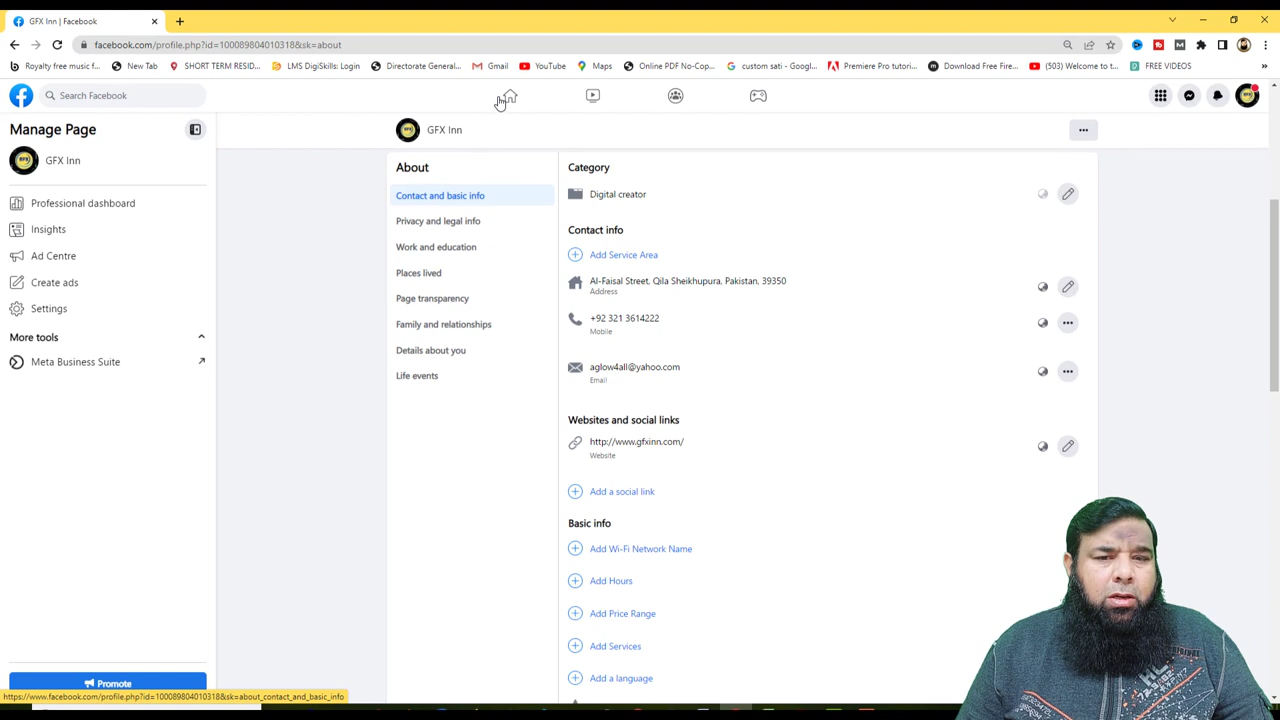 GFX Inn | Facebook
facebook.com/profile.php?id=100089804010318&sk=about
Royalty free music f...
New Tab
SHORT TERM RESID...
LMS DigiSkills: Login
Directorate General...
Gmail
YouTube
Maps
Online PDF No-Cop...
custom sati - Googl...
Premiere Pro tutori...
Download Free Imag...
(503) Welcome to t...
FREE VIDEOS
Search Facebook
Manage Page
GFX Inn
Professional dashboard
Insights
Ad Centre
Create ads
Settings
More tools
Meta Business Suite
Promote
https://www.facebook.com/profile.php?id=100089804010318&sk=about_contact_and_basic_info
GFX Inn
About
Contact and basic info
Privacy and legal info
Work and education
Places lived
Page transparency
Family and relationships
Details about you
Life events
Category
Digital creator
Contact info
Add Service Area
Al-Faisal Street, Qila Sheikhupura, Pakistan, 39350
Address
+92 321 3614222
Mobile
aglow4all@yahoo.com
Email
Websites and social links
http://www.gfxinn.com/
Website
Add a social link
Basic info
Add Wi-Fi Network Name
Add Hours
Add Price Range
Add Services
Add a language